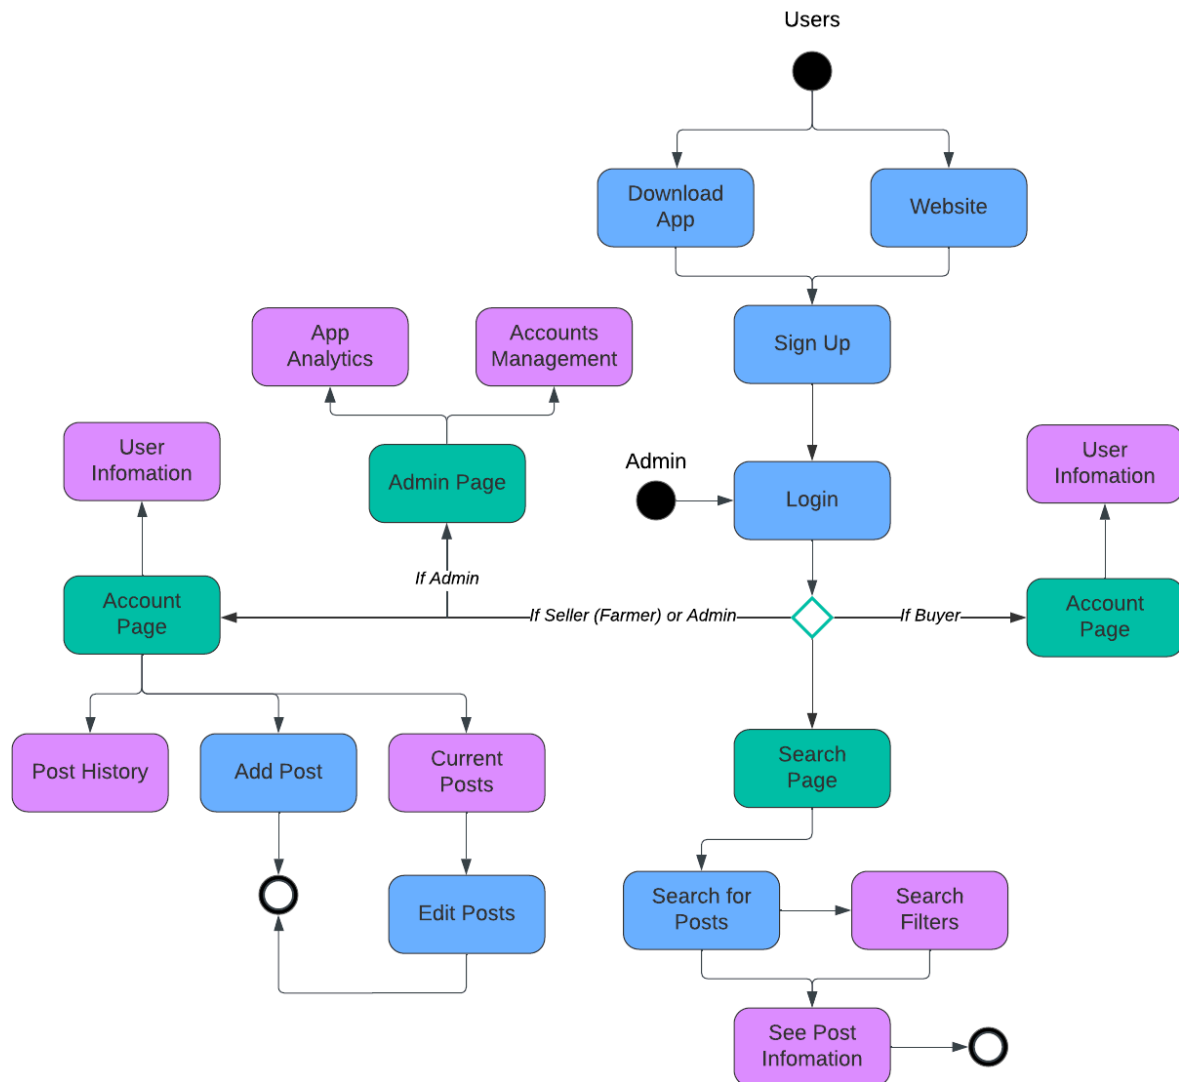 Users
Download
App
Website
Sign Up
App
Analytics
Accounts
Management
User
Infomation
Admin Page
Admin
Login
User
Infomation
If Admin
Account
Page
If Seller (Farmer) or Admin
If Buyer
Account
Page
Post History
Add Post
Current
Posts
Search
Page
Edit Posts
Search for
Posts
Search
Filters
See Post
Infomation